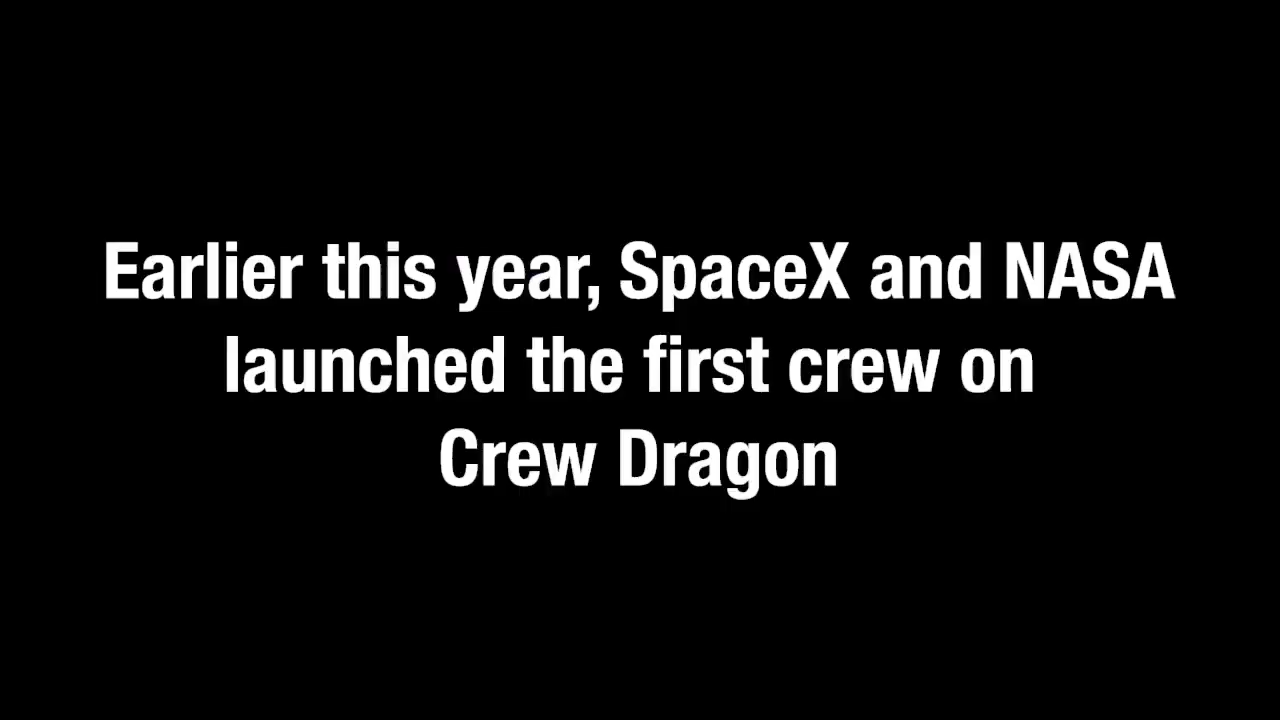 Earlier this year, SpaceX and NASA
launched the first crew on
Crew Dragon